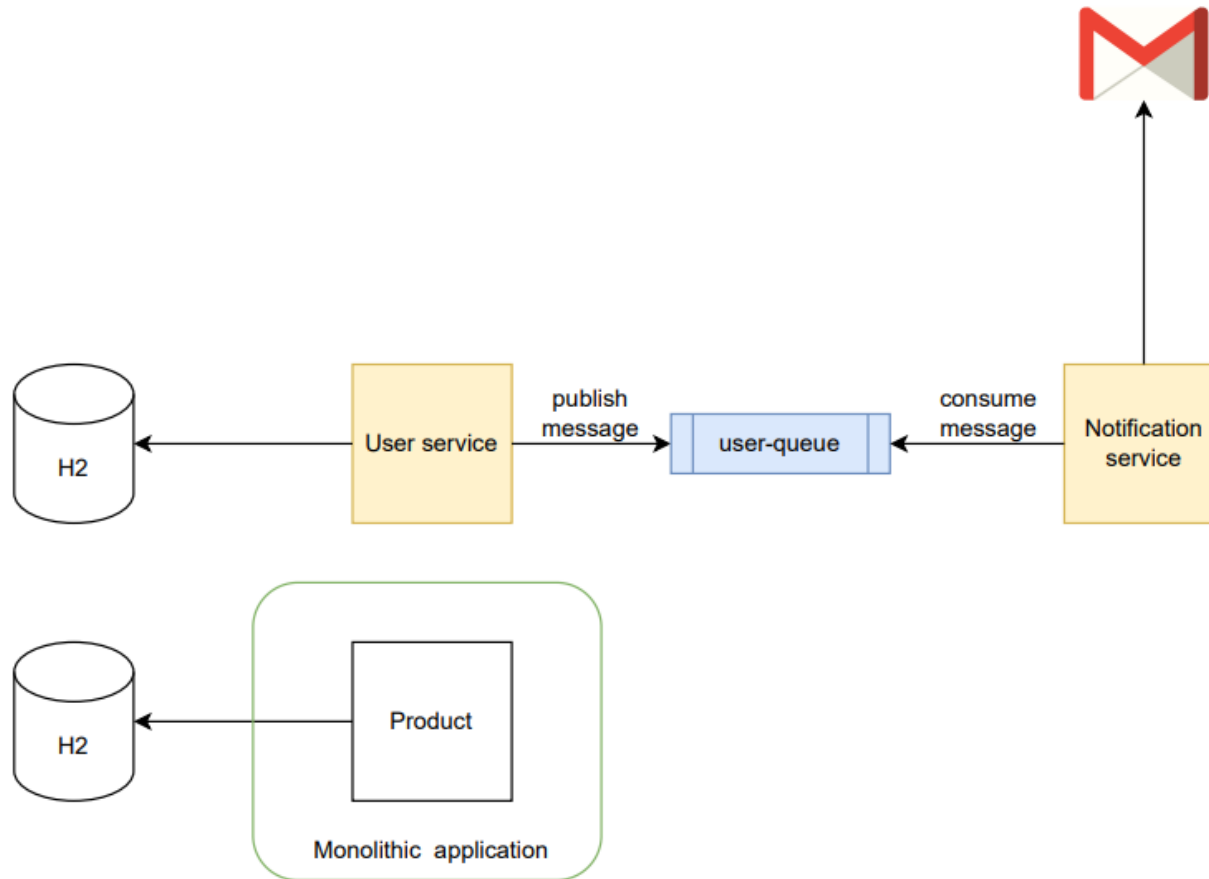 publish
message
consume
message
H2
User service
user-queue
Notification
service
H2
Product
Monolithic application